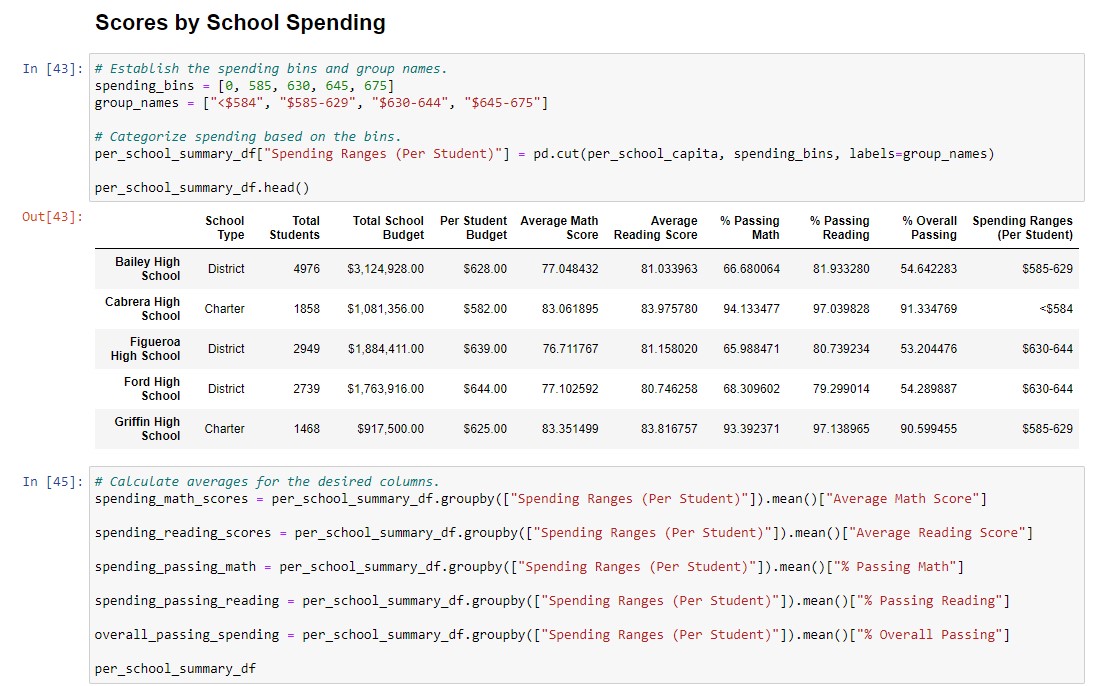 Scores by School Spending
In [43]:
# Establish the spending bins and group names.
spending_bins = [0, 585, 630, 645, 675]
group_names = ["<$584", "$585-629", "$630-644", "$645-675"]
# Categorize spending based on the bins.
per_school_summary_df["Spending Ranges (Per Student)"] = pd.cut(per_school_capita, spending_bins, labels=group_names)
per_school_summary_df.head()
Out[43]:
School Total Total School Per Student Average Math Average % Passing % Passing % Overall Spending Ranges
Type Students Budget Budget Score Reading Score Math Reading Passing (Per Student)
Bailey High
School District 4976 $3,124,928.00 $628.00 77.048432 81.033963 66.680064 81.933280 54.642283 $585-629
Cabrera High
School Charter 1858 $1,081,356.00 $582.00 83.061895 83.975780 94.133477 97.039828 91.334769 <$584
Figueroa
High School District 2949 $1,884,411.00 $639.00 76.711767 81.158020 65.988471 80.739234 53.204476 $630-644
Ford High
School District 2739 $1,763,916.00 $644.00 77.102592 80.746258 68.309602 79.299014 54.289887 $630-644
Griffin High
School Charter 1468 $917,500.00 $625.00 83.351499 83.816757 93.392371 97.138965 90.599455 $585-629
In [45]:
# Calculate averages for the desired columns.
spending_math_scores = per_school_summary_df.groupby(["Spending Ranges (Per Student)"]).mean()["Average Math Score"]
spending_reading_scores = per_school_summary_df.groupby(["Spending Ranges (Per Student)"]).mean()["Average Reading Score"]
spending_passing_math = per_school_summary_df.groupby(["Spending Ranges (Per Student)"]).mean()["% Passing Math"]
spending_passing_reading = per_school_summary_df.groupby(["Spending Ranges (Per Student)"]).mean()["% Passing Reading"]
overall_passing_spending = per_school_summary_df.groupby(["Spending Ranges (Per Student)"]).mean()["% Overall Passing"]
per_school_summary_df